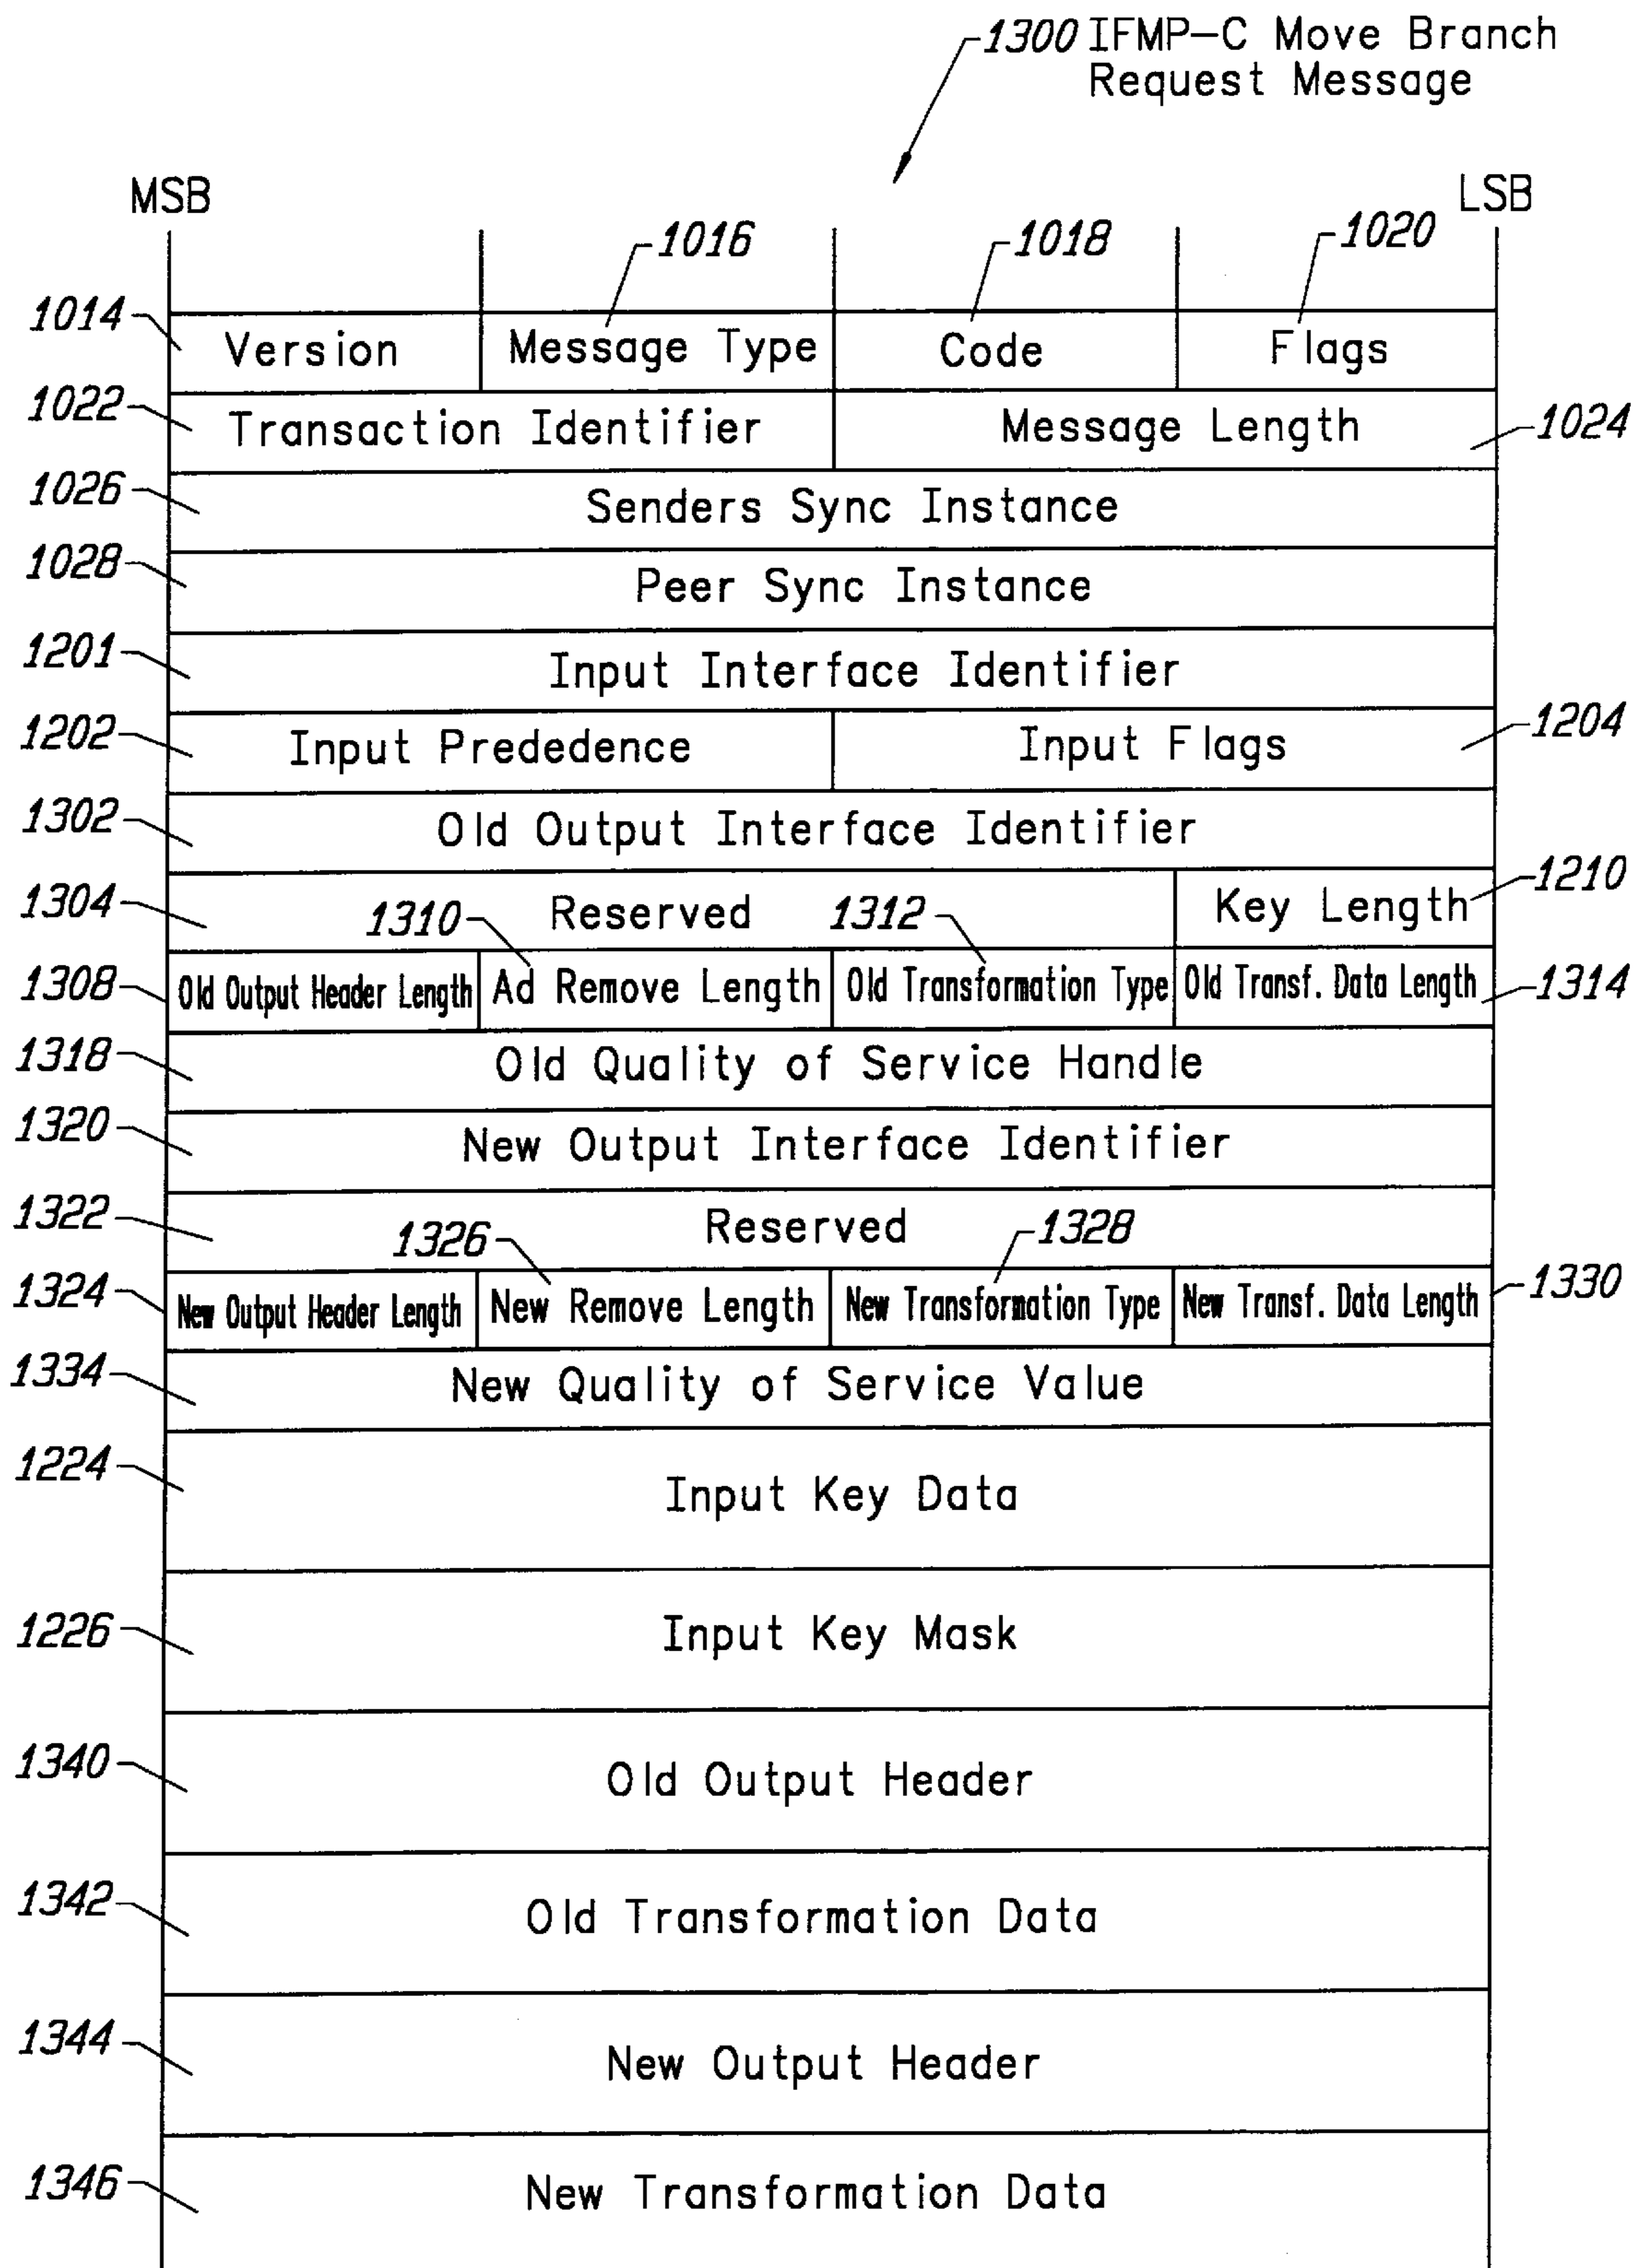 1300 IFMP-C Move Branch
Request Message
MSB
LSB
1016
1018
1020
1014
Version
Message Type
Code
Flags
1022
Transaction Identifier
Message Length
1024
1026
Senders Sync Instance
1028
Peer Sync Instance
1201
Input Interface Identifier
1202
Input Prededence
Input Flags
1204
1302
Old Output Interface Identifier
1304
Reserved
Key Length
1210
1310
1312
1308
Old Output Header Length
Ad Remove Length
Old Transformation Type
Old Transf. Data Length
1314
1318
Old Quality of Service Handle
1320
New Output Interface Identifier
1322
Reserved
1326
1328
1324
New Output Header Length
New Remove Length
New Transformation Type
New Transf. Data Length
1330
1334
New Quality of Service Value
1224
Input Key Data
1226
Input Key Mask
1340
Old Output Header
1342
Old Transformation Data
1344
New Output Header
1346
New Transformation Data